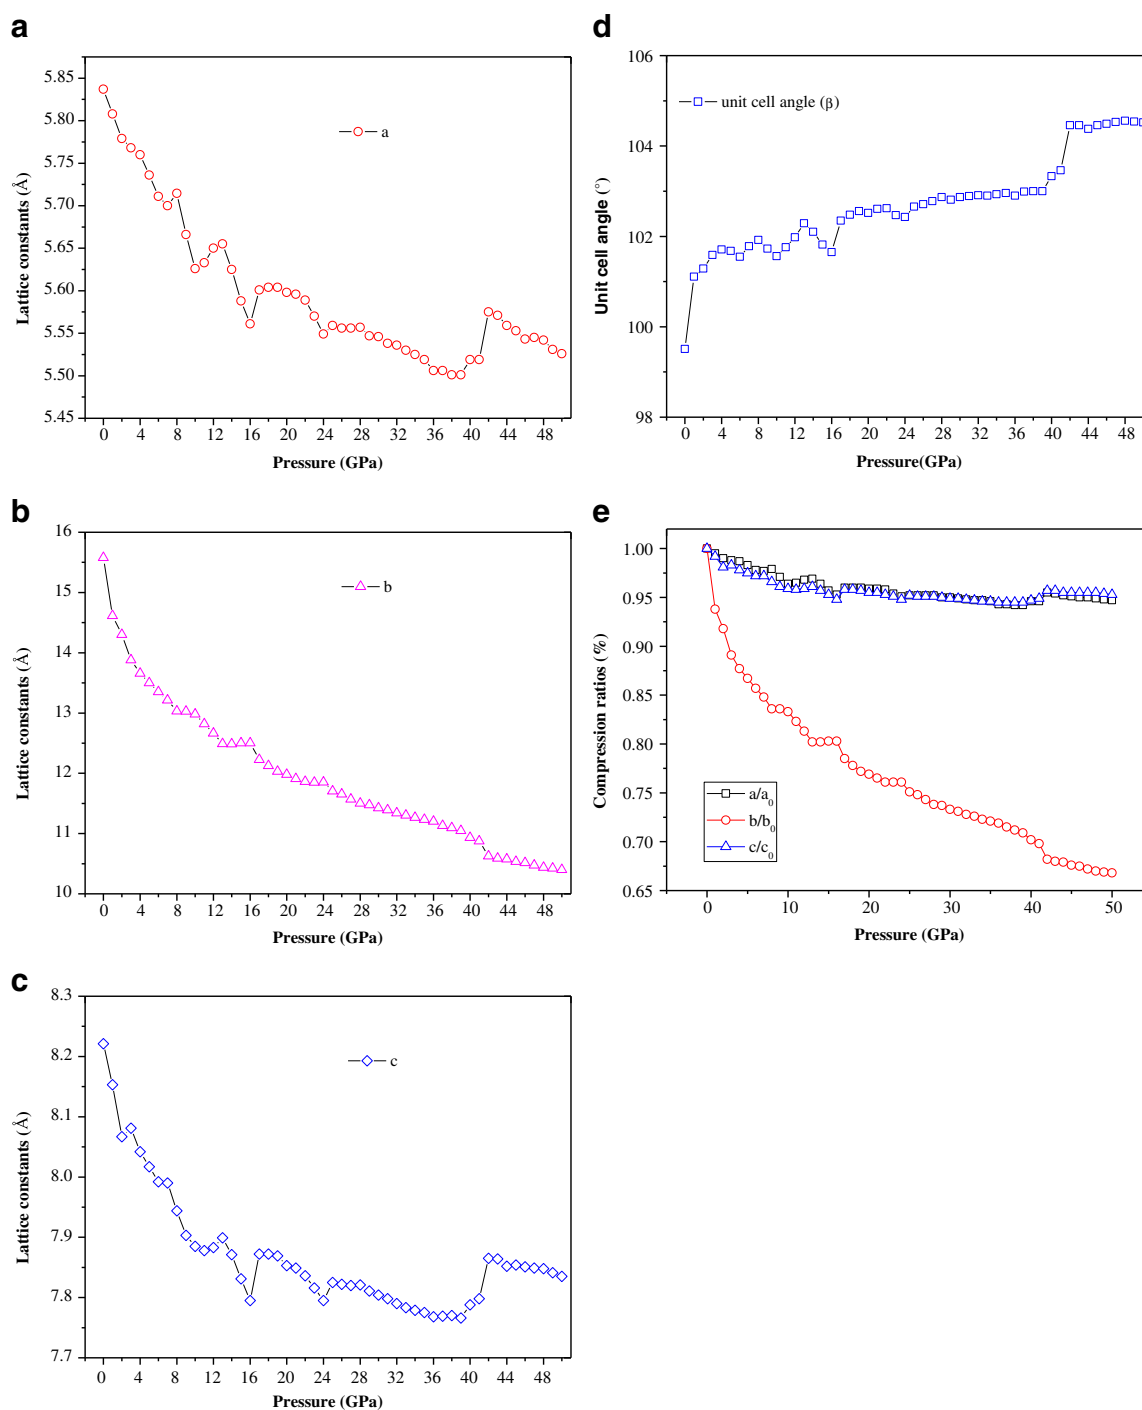 a
5.85
5.80
5.75
5.70
5.65
5.60
5.55
5.50
5.45
Lattice constants (Å)
a
0 4 8 12 16 20 24 28 32 36 40 44 48
Pressure (GPa)
b
16
15
14
13
12
11
10
Lattice constants (Å)
b
0 4 8 12 16 20 24 28 32 36 40 44 48
Pressure (GPa)
c
8.3
8.2
8.1
8.0
7.9
7.8
7.7
Lattice constants (Å)
c
0 4 8 12 16 20 24 28 32 36 40 44 48
Pressure (GPa)
d
106
104
102
100
98
Unit cell angle (°)
unit cell angle (β)
0 4 8 12 16 20 24 28 32 36 40 44 48
Pressure(GPa)
e
1.00
0.95
0.90
0.85
0.80
0.75
0.70
0.65
Compression ratios (%)
a/a0
b/b0
c/c0
0 10 20 30 40 50
Pressure (GPa)